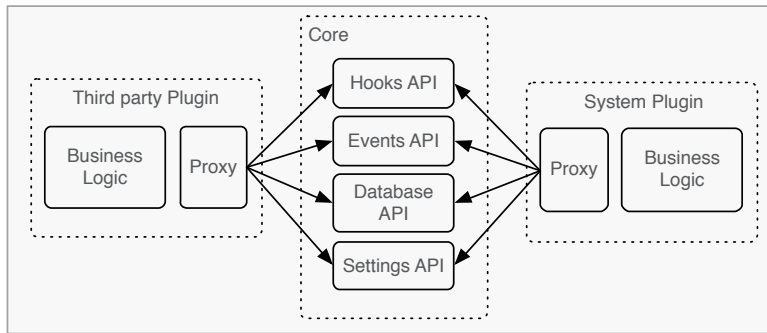 Core
Hooks API
Events API
Database
API
Settings API
Third party Plugin
Business
Logic
Proxy
System Plugin
Proxy
Business
Logic